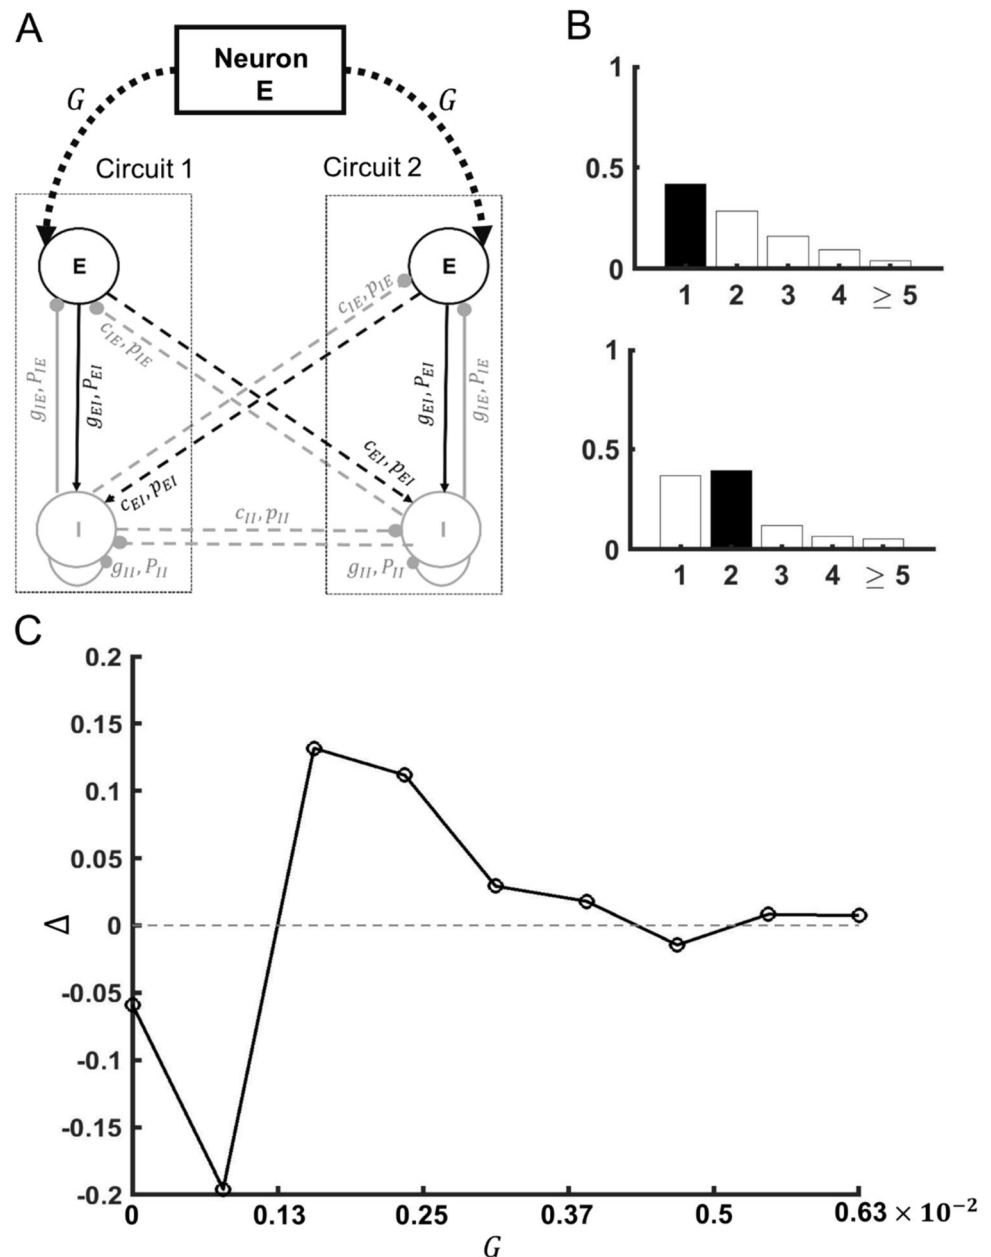 A
Neuron
E
G
G
Circuit 1
Circuit 2
E
E
g_{IE}, P_{IE}
g_{EI}, P_{EI}
c_{IE}, p_{IE}
c_{IE}, p_{IE}
g_{EI}, P_{EI}
g_{IE}, P_{IE}
c_{EI}, p_{EI}
c_{EI}, p_{EI}
c_{II}, p_{II}
I
I
g_{II}, P_{II}
g_{II}, P_{II}
B
1
0.5
0
1 2 3 4 ≥ 5
1
0.5
0
1 2 3 4 ≥ 5
C
0.2
0.15
0.1
0.05
0
-0.05
-0.1
-0.15
-0.2
Δ
0 0.13 0.25 0.37 0.5 0.63 × 10⁻²
G